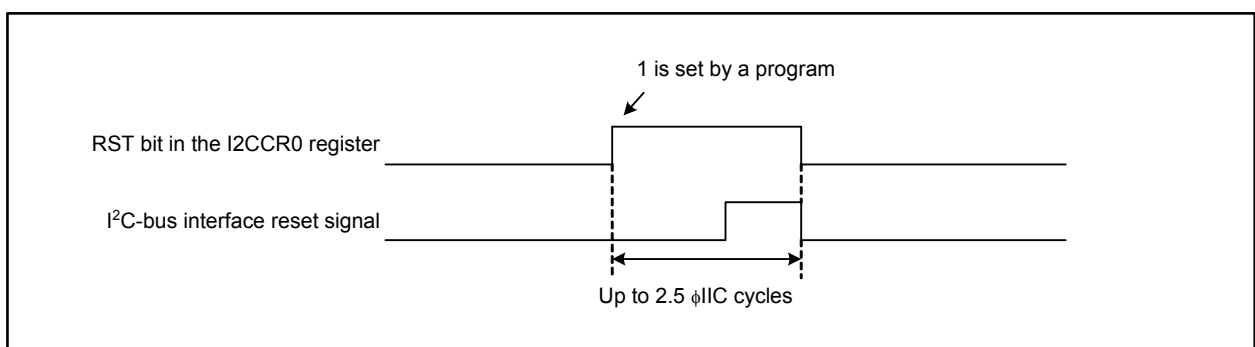 1 is set by a program
RST bit in the I2CCR0 register
I²C-bus interface reset signal
Up to 2.5 ϕIIC cycles